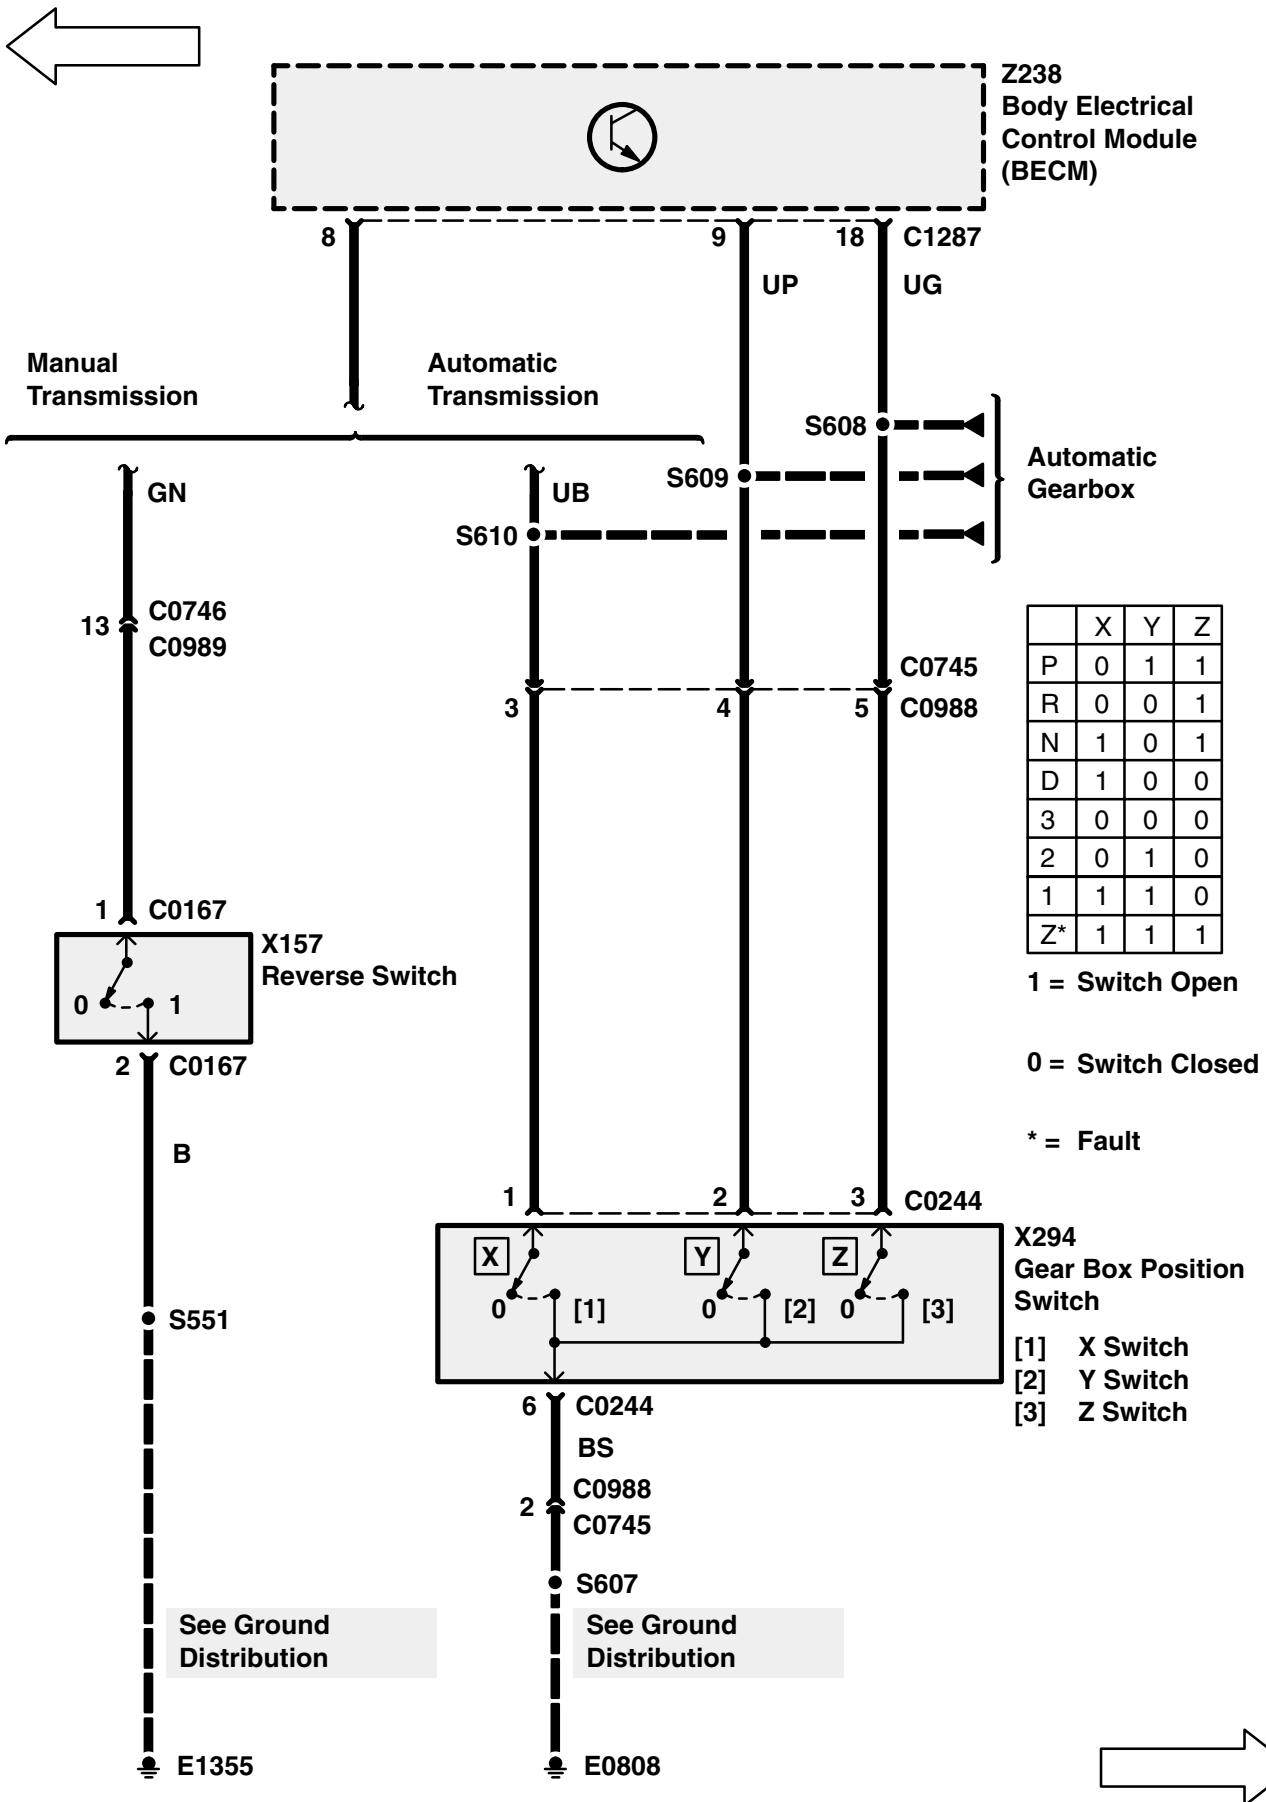 Z238
Body Electrical
Control Module
(BECM)
8
9
18
C1287
UP
UG
Manual
Transmission
Automatic
Transmission
S608
S609
S610
Automatic
Gearbox
GN
UB
13
C0746
C0989
C0745
3
4
5
C0988
X Y Z
P 0 1 1
R 0 0 1
N 1 0 1
D 1 0 0
3 0 0 0
2 0 1 0
1 1 1 0
Z* 1 1 1
1 = Switch Open
0 = Switch Closed
* = Fault
1
C0167
X157
Reverse Switch
0
1
2
C0167
B
1
2
3
C0244
X
Y
Z
0
[1]
0
[2]
0
[3]
X294
Gear Box Position
Switch
[1] X Switch
[2] Y Switch
[3] Z Switch
S551
6
C0244
BS
C0988
2
C0745
S607
See Ground
Distribution
See Ground
Distribution
E1355
E0808